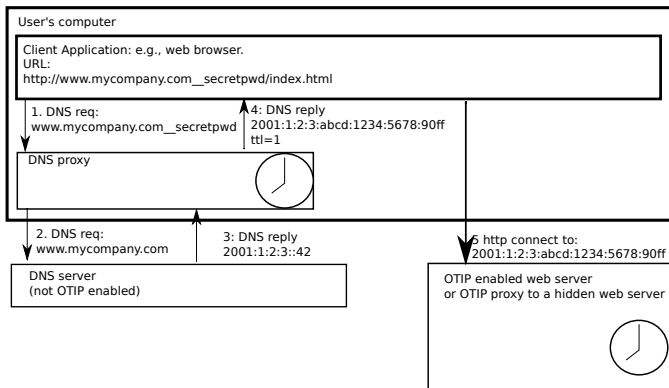 User's computer
Client Application: e.g., web browser.
URL:
http://www.mycompany.com__secretpwd/index.html
1. DNS req:
www.mycompany.com__secretpwd
4: DNS reply
2001:1:2:3:abcd:1234:5678:90ff
ttl=1
DNS proxy
2. DNS req:
www.mycompany.com
3: DNS reply
2001:1:2:3::42
5 http connect to:
2001:1:2:3:abcd:1234:5678:90ff
DNS server
(not OTIP enabled)
OTIP enabled web server
or OTIP proxy to a hidden web server